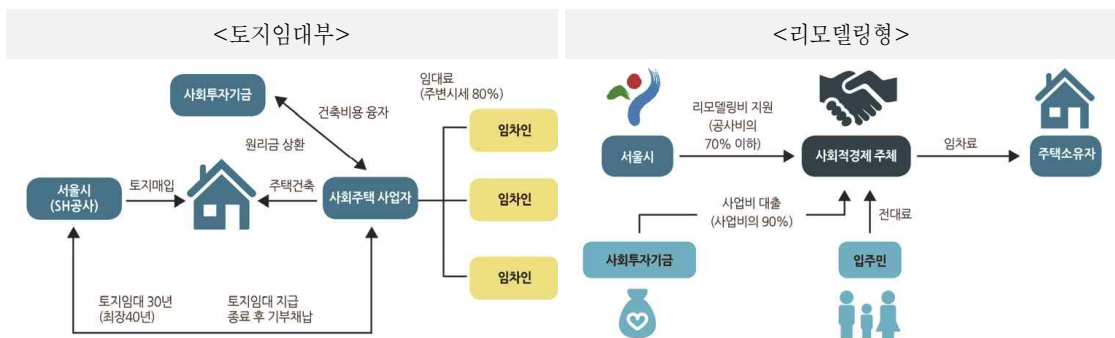 <토지임대부>
사회투자기금
건축비용 융자
원리금 상환
임대료
(주변시세 80%)
임차인
서울시
(SH공사)
토지매입
주택건축
사회주택 사업자
임차인
임차인
토지임대 30년
(최장40년)
토지임대 지급
종료 후 기부채납
<리모델링형>
서울시
리모델링비 지원
(공사비의
70% 이하)
사회적경제 주체
임차료
주택소유자
사업비 대출
(사업비의 90%)
전대료
사회투자기금
입주민